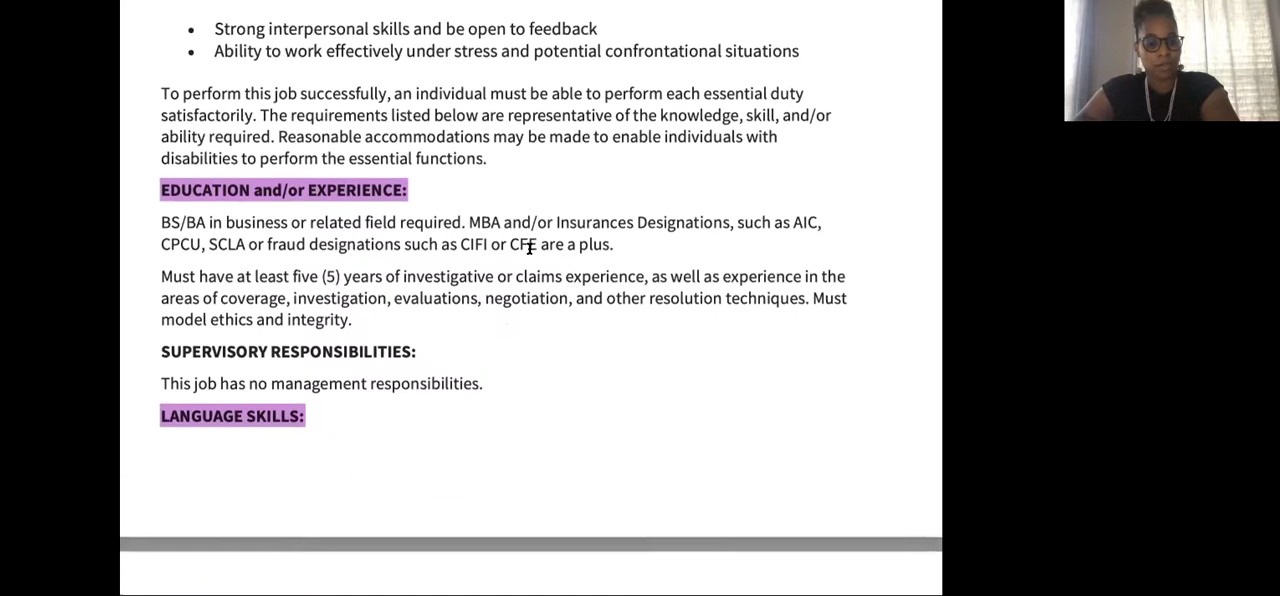 • Strong interpersonal skills and be open to feedback
• Ability to work effectively under stress and potential confrontational situations
To perform this job successfully, an individual must be able to perform each essential duty
satisfactorily. The requirements listed below are representative of the knowledge, skill, and/or
ability required. Reasonable accommodations may be made to enable individuals with
disabilities to perform the essential functions.
EDUCATION and/or EXPERIENCE:
BS/BA in business or related field required. MBA and/or Insurances Designations, such as AIC,
CPCU, SCLA or fraud designations such as CIFI or CFE are a plus.
Must have at least five (5) years of investigative or claims experience, as well as experience in the
areas of coverage, investigation, evaluations, negotiation, and other resolution techniques. Must
model ethics and integrity.
SUPERVISORY RESPONSIBILITIES:
This job has no management responsibilities.
LANGUAGE SKILLS: